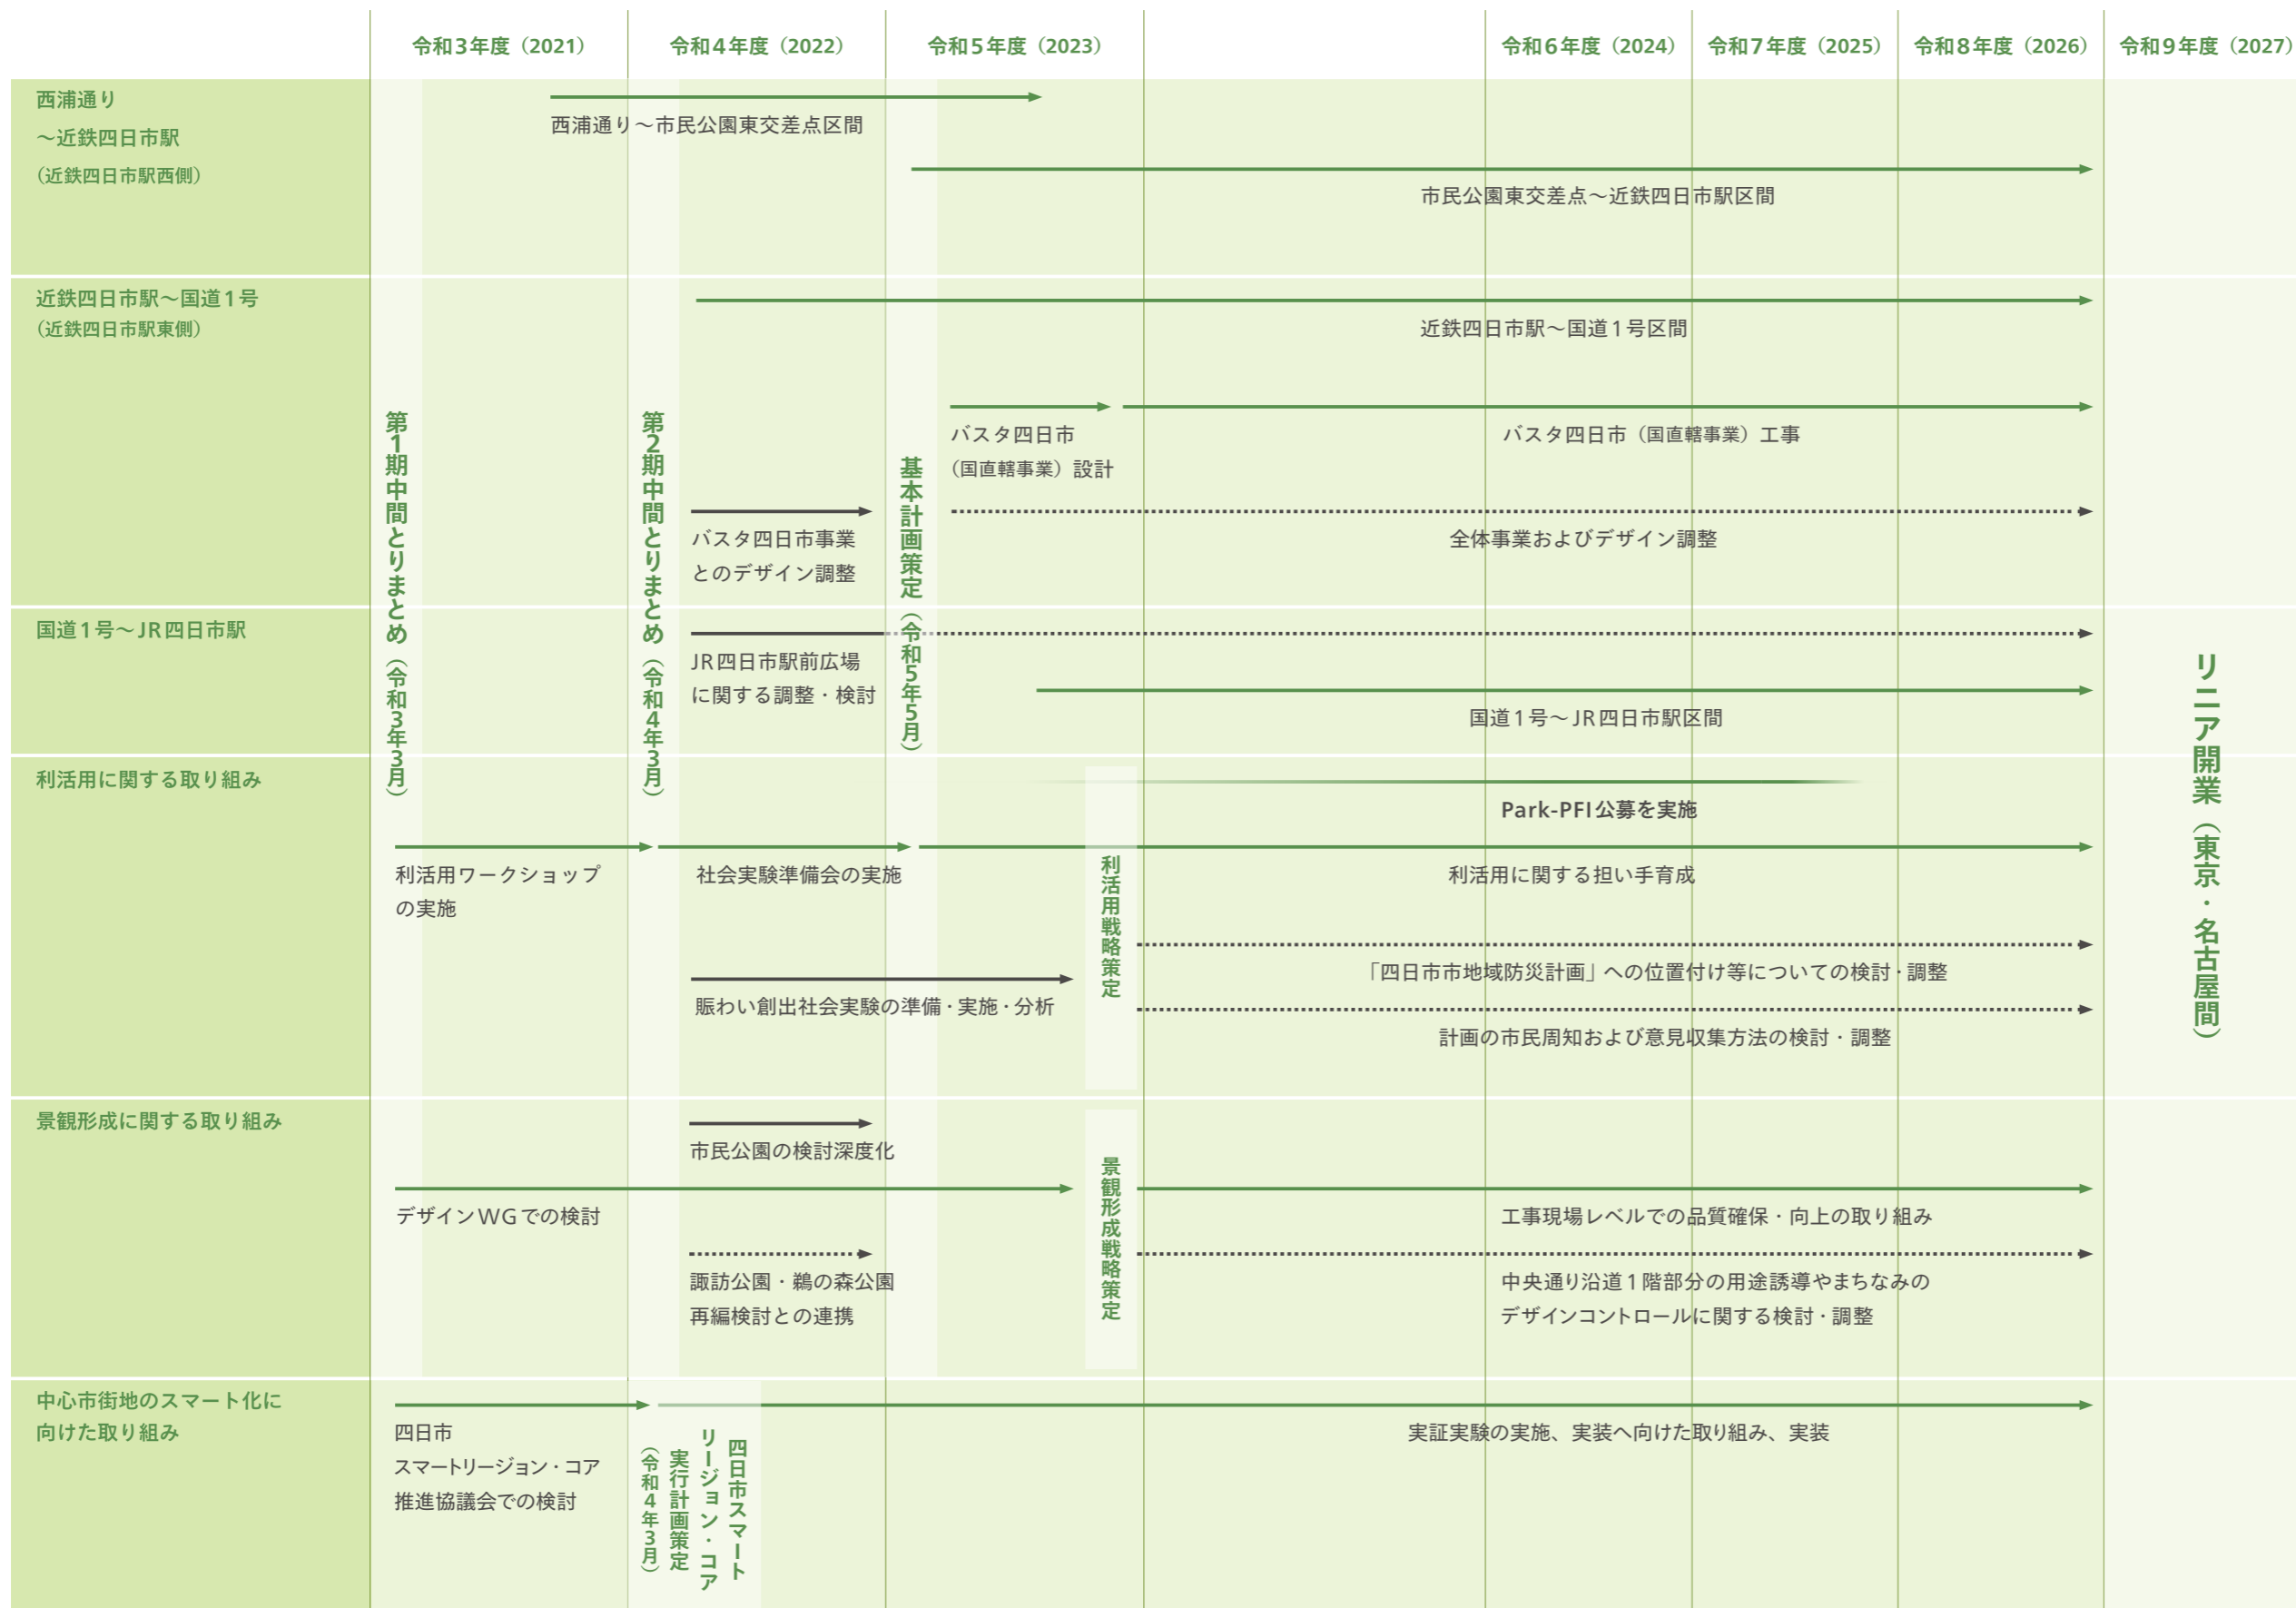 令和3年度（2021）
令和4年度（2022）
令和5年度（2023）
令和6年度（2024）
令和7年度（2025）
令和8年度（2026）
令和9年度（2027）
西浦通り
～近鉄四日市駅
（近鉄四日市駅西側）
西浦通り～市民公園東交差点区間
市民公園東交差点～近鉄四日市駅区間
近鉄四日市駅～国道1号
（近鉄四日市駅東側）
近鉄四日市駅～国道1号区間
バスタ四日市
（国直轄事業）設計
バスタ四日市（国直轄事業）工事
バスタ四日市事業
とのデザイン調整
全体事業およびデザイン調整
第1期中間とりまとめ（令和3年3月）
第2期中間とりまとめ（令和4年3月）
基本計画策定（令和5年5月）
国道1号～JR四日市駅
JR四日市駅前広場
に関する調整・検討
国道1号～JR四日市駅区間
リニア開業（東京・名古屋間）
利活用に関する取り組み
Park-PFI公募を実施
利活用ワークショップ
の実施
社会実験準備会の実施
利活用に関する担い手育成
利活用戦略策定
「四日市市地域防災計画」への位置付け等についての検討・調整
賑わい創出社会実験の準備・実施・分析
計画の市民周知および意見収集方法の検討・調整
景観形成に関する取り組み
市民公園の検討深度化
デザインWGでの検討
景観形成戦略策定
工事現場レベルでの品質確保・向上の取り組み
諏訪公園・鵜の森公園
再編検討との連携
中央通り沿道1階部分の用途誘導やまちなみの
デザインコントロールに関する検討・調整
中心市街地のスマート化に
向けた取り組み
四日市
スマートリージョン・コア
推進協議会での検討
四日市スマート
リージョン・コア
実行計画策定
（令和4年3月）
実証実験の実施、実装へ向けた取り組み、実装